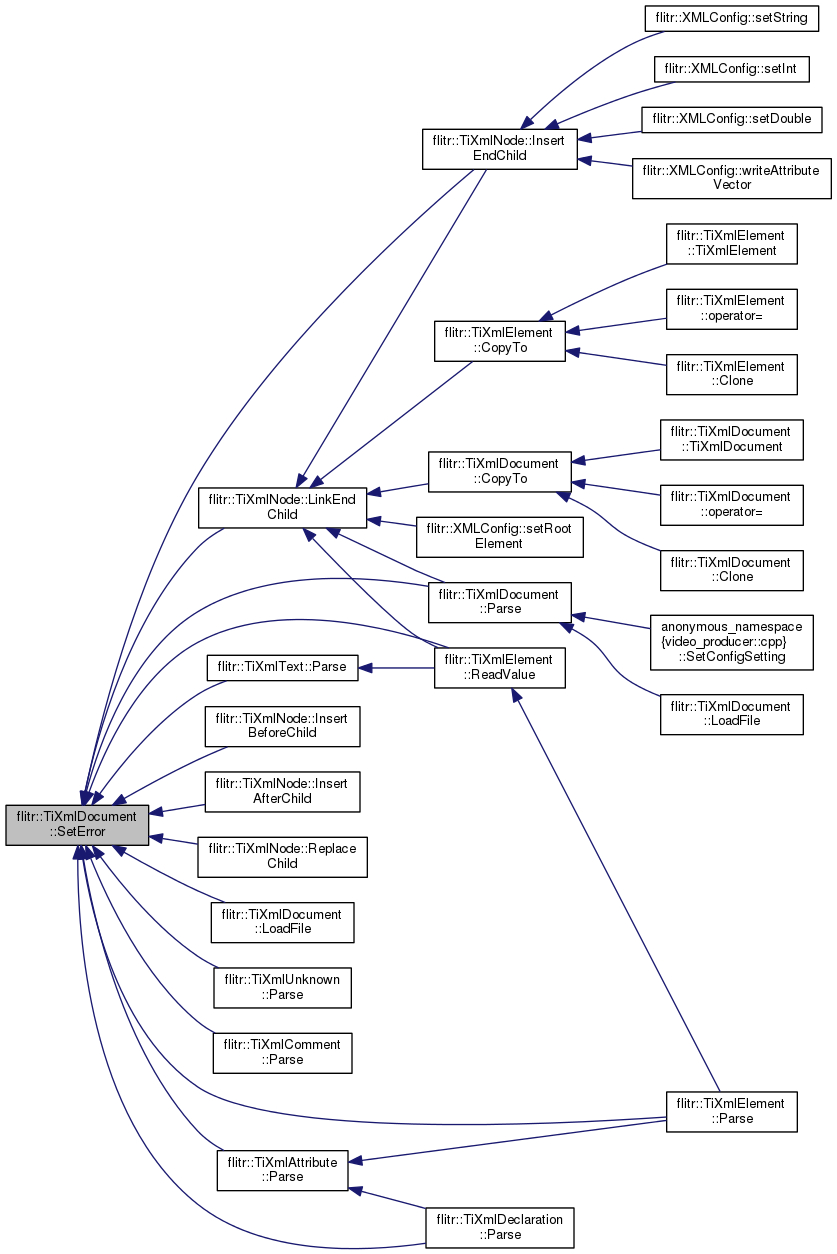 flitr::XMLConfig::setString
flitr::XMLConfig::setInt
flitr::XMLConfig::setDouble
flitr::TiXmlNode::Insert
EndChild
flitr::XMLConfig::writeAttribute
Vector
flitr::TiXmlElement
::TiXmlElement
flitr::TiXmlElement
::operator=
flitr::TiXmlElement
::CopyTo
flitr::TiXmlElement
::Clone
flitr::TiXmlDocument
::TiXmlDocument
flitr::TiXmlDocument
::CopyTo
flitr::TiXmlDocument
::operator=
flitr::TiXmlNode::LinkEnd
Child
flitr::XMLConfig::setRoot
Element
flitr::TiXmlDocument
::Clone
flitr::TiXmlDocument
::Parse
anonymous_namespace
{video_producer::cpp}
::SetConfigSetting
flitr::TiXmlText::Parse
flitr::TiXmlElement
::ReadValue
flitr::TiXmlDocument
::LoadFile
flitr::TiXmlNode::Insert
BeforeChild
flitr::TiXmlNode::Insert
AfterChild
flitr::TiXmlDocument
::SetError
flitr::TiXmlNode::Replace
Child
flitr::TiXmlDocument
::LoadFile
flitr::TiXmlUnknown
::Parse
flitr::TiXmlComment
::Parse
flitr::TiXmlElement
::Parse
flitr::TiXmlAttribute
::Parse
flitr::TiXmlDeclaration
::Parse